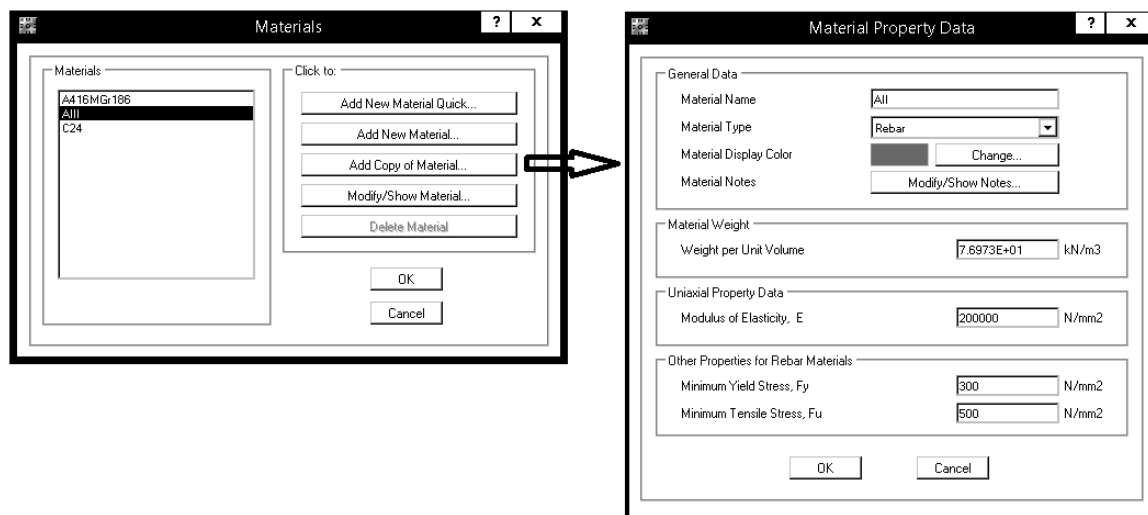 Materials
? x
Materials
A416MGr186
AIII
C24
Click to:
Add New Material Quick...
Add New Material...
Add Copy of Material...
Modify/Show Material...
Delete Material
OK
Cancel
Material Property Data
? x
General Data
Material Name AII
Material Type Rebar
Material Display Color Change...
Material Notes Modify/Show Notes...
Material Weight
Weight per Unit Volume 7.6973E+01 kN/m3
Uniaxial Property Data
Modulus of Elasticity, E 200000 N/mm2
Other Properties for Rebar Materials
Minimum Yield Stress, Fy 300 N/mm2
Minimum Tensile Stress, Fu 500 N/mm2
OK Cancel